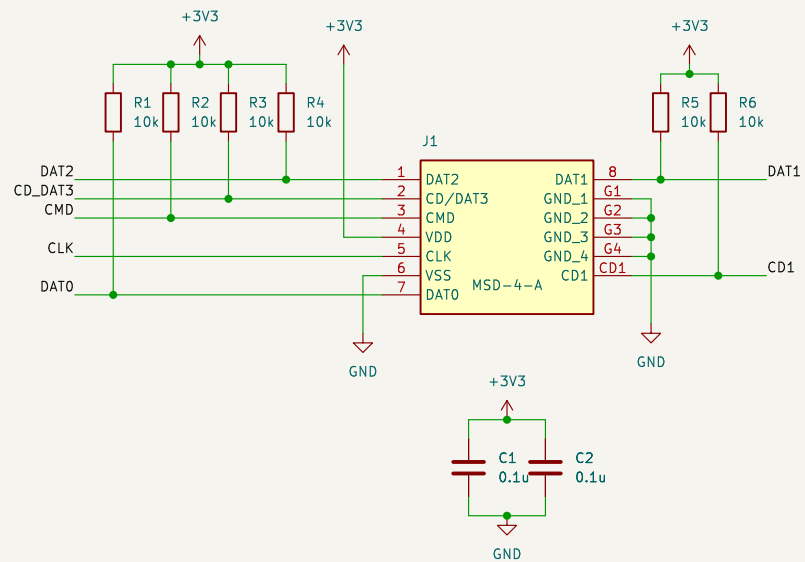 +3V3
+3V3
+3V3
R1
10k
R2
10k
R3
10k
R4
10k
R5
10k
R6
10k
J1
DAT2
CD_DAT3
CMD
CLK
DAT0
1
2
3
4
5
6
7
DAT2
CD/DAT3
CMD
VDD
CLK
VSS
DAT0
DAT1
GND_1
GND_2
GND_3
GND_4
CD1
MSD-4-A
8
G1
G2
G3
G4
CD1
DAT1
CD1
GND
GND
+3V3
C1
0.1u
C2
0.1u
GND